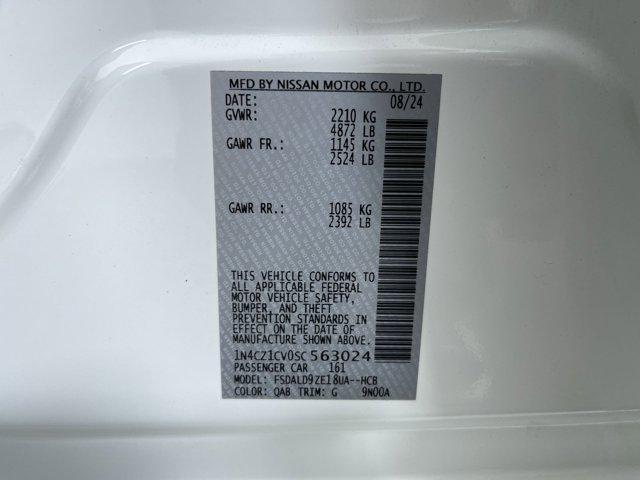 MFD BY NISSAN MOTOR CO., LTD.
DATE: 08/24
GVWR: 2210 KG
4872 LB
GAWR FR.: 1145 KG
2524 LB
GAWR RR.: 1085 KG
2392 LB
THIS VEHICLE CONFORMS TO
ALL APPLICABLE FEDERAL
MOTOR VEHICLE SAFETY,
BUMPER, AND THEFT
PREVENTION STANDARDS
IN EFFECT ON THE DATE OF
MANUFACTURE SHOWN ABOVE.
1N4CZ1CV0SC563024
PASSENGER CAR 161
MODEL: FSDALD9ZE18UA--HCB
COLOR: QAB TRIM: G 9N00A